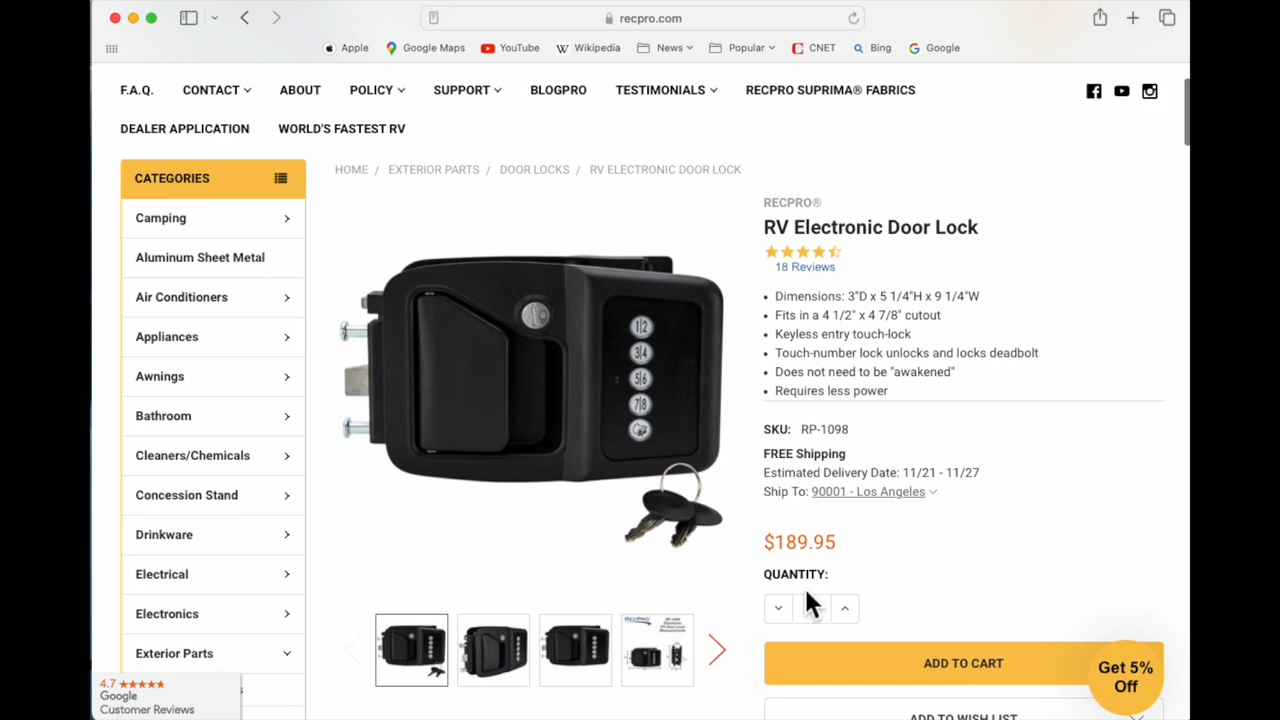 recpro.com
Apple
Google Maps
YouTube
Wikipedia
News
Popular
CNET
Bing
Google
F.A.Q.
CONTACT
ABOUT
POLICY
SUPPORT
BLOGPRO
TESTIMONIALS
RECPRO SUPRIMA® FABRICS
DEALER APPLICATION
WORLD'S FASTEST RV
CATEGORIES
Camping
Aluminum Sheet Metal
Air Conditioners
Appliances
Awnings
Bathroom
Cleaners/Chemicals
Concession Stand
Drinkware
Electrical
Electronics
Exterior Parts
4.7
Google
Customer Reviews
HOME / EXTERIOR PARTS / DOOR LOCKS / RV ELECTRONIC DOOR LOCK
1|2
3|4
5|6
7|8
RECPRO®
RV Electronic Door Lock
18 Reviews
• Dimensions: 3"D x 5 1/4"H x 9 1/4"W
• Fits in a 4 1/2" x 4 7/8" cutout
• Keyless entry touch-lock
• Touch-number lock unlocks and locks deadbolt
• Does not need to be "awakened"
• Requires less power
SKU: RP-1098
FREE Shipping
Estimated Delivery Date: 11/21 - 11/27
Ship To: 90001 - Los Angeles
$189.95
QUANTITY:
ADD TO CART
Get 5%
Off
ADD TO WISH LIST